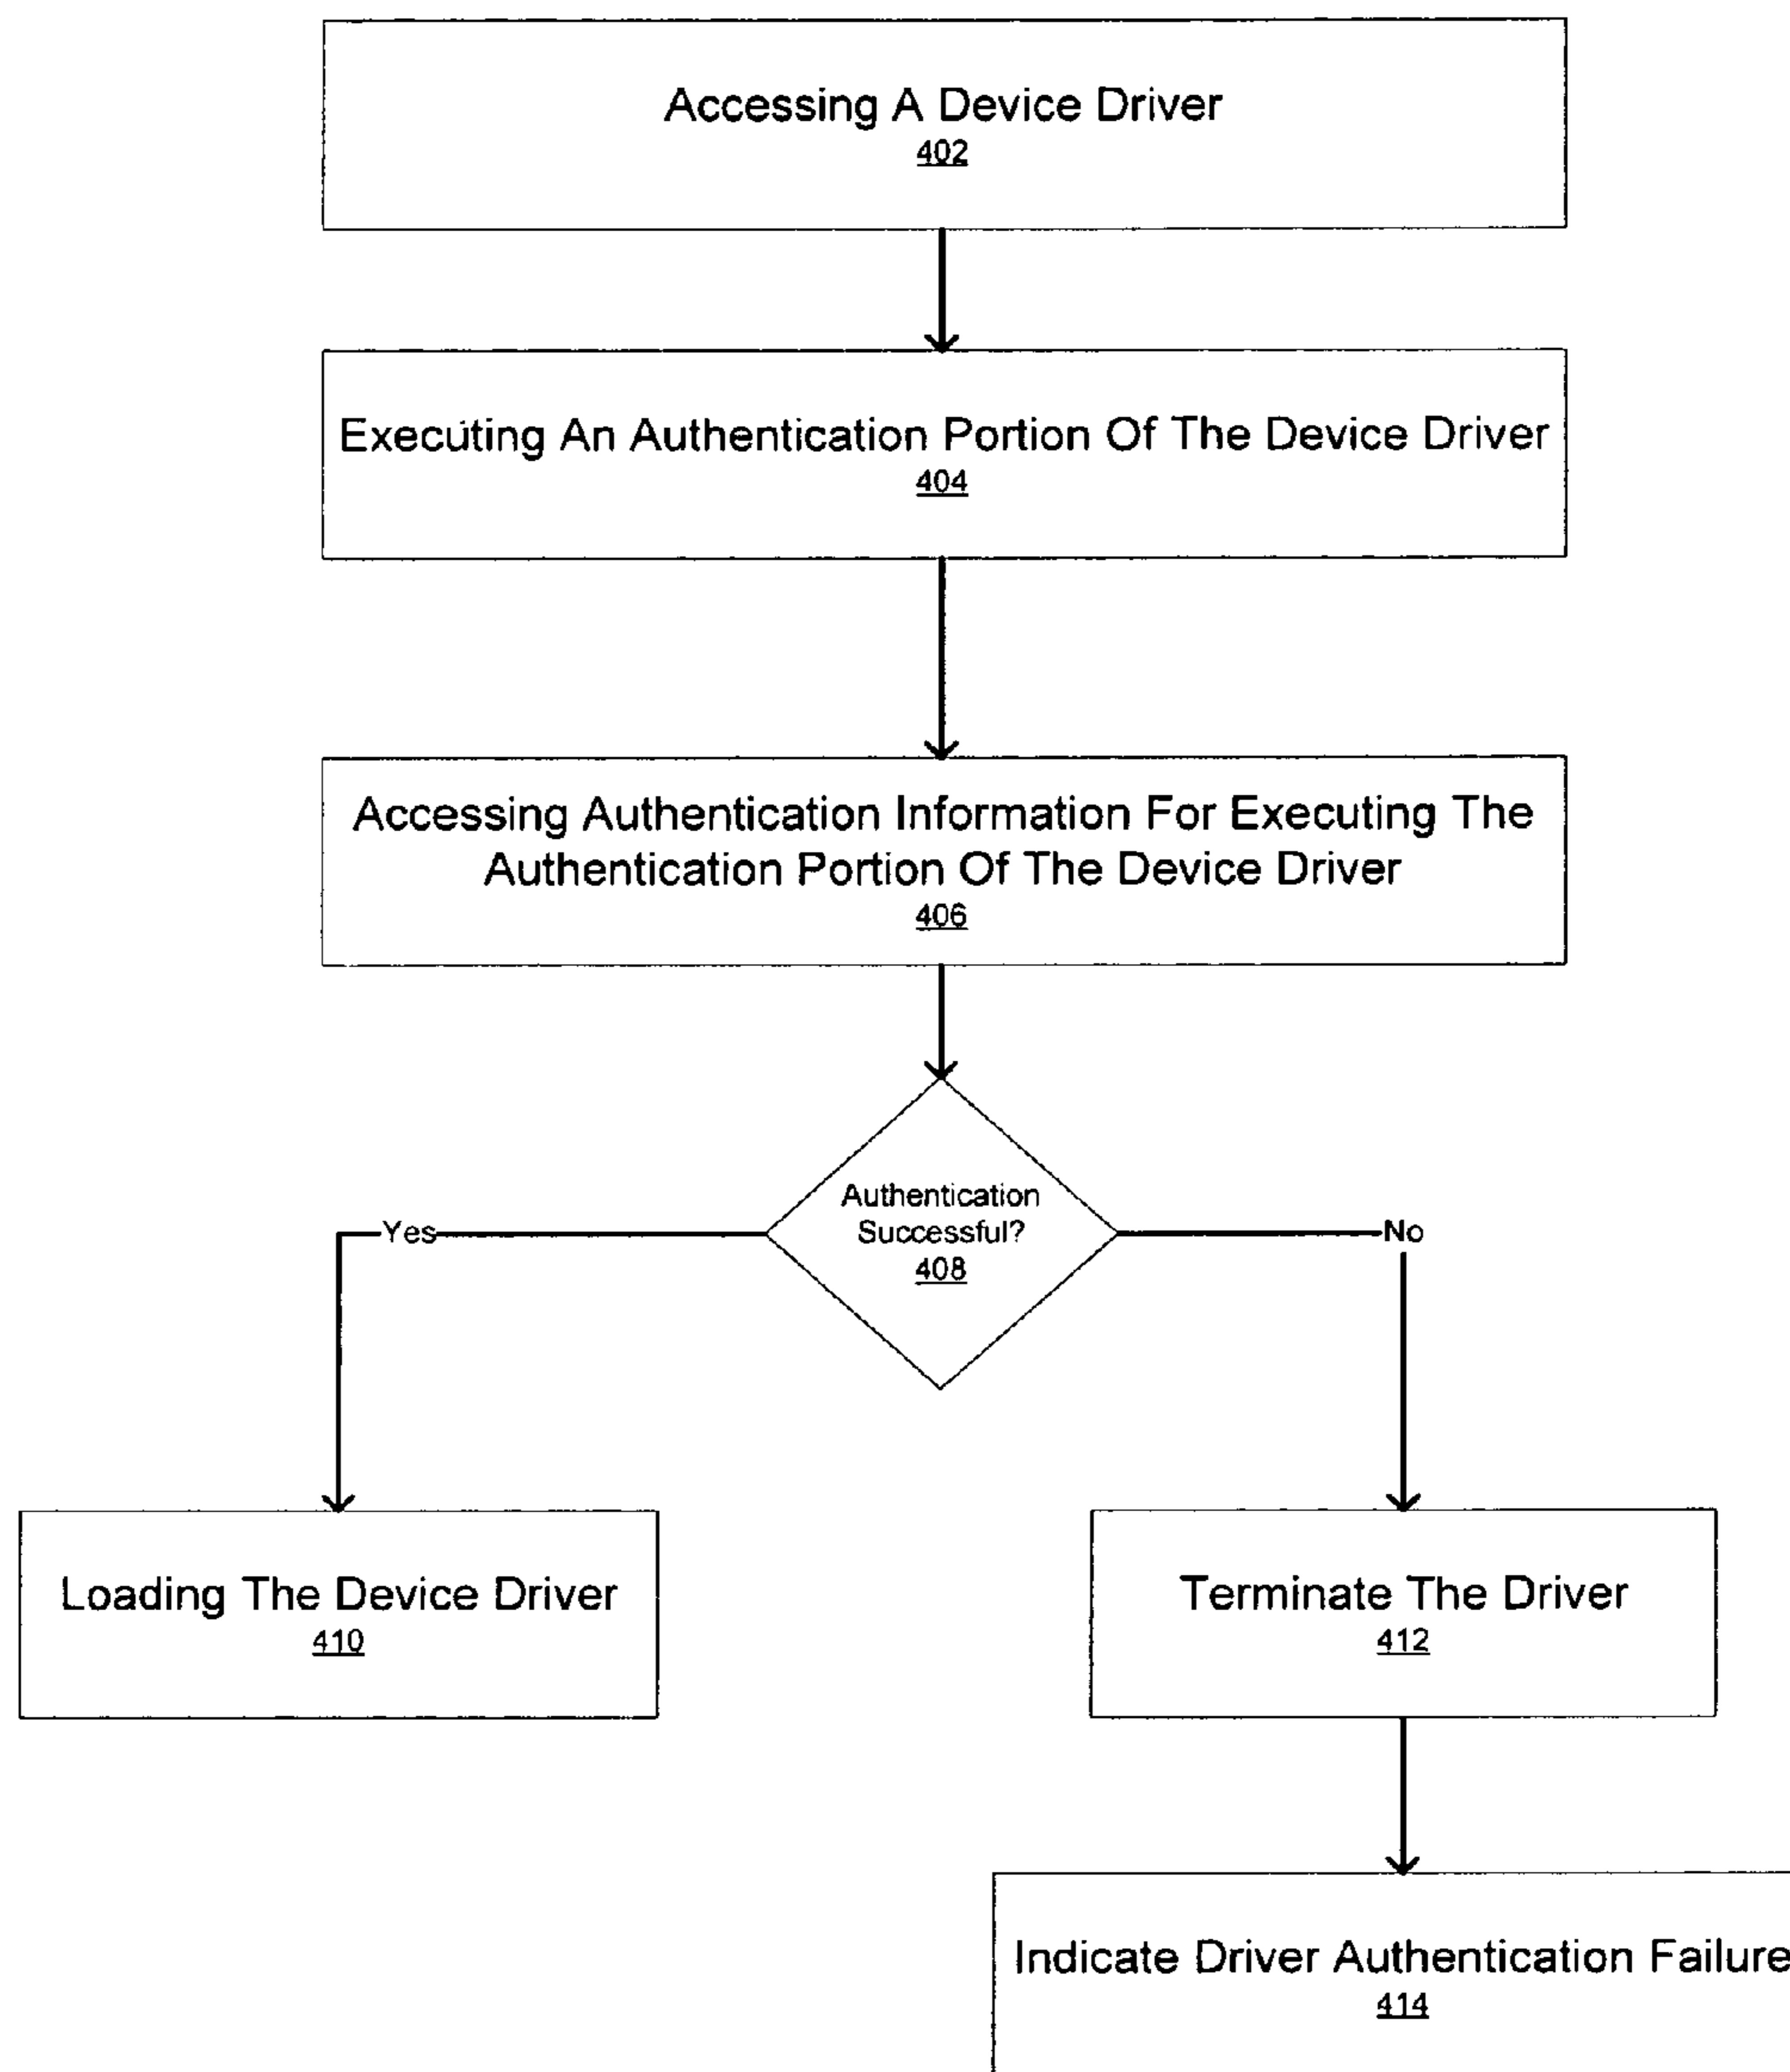 Accessing A Device Driver
402
Executing An Authentication Portion Of The Device Driver
404
Accessing Authentication Information For Executing The
Authentication Portion Of The Device Driver
406
Authentication
Successful?
408
Yes
No
Loading The Device Driver
410
Terminate The Driver
412
Indicate Driver Authentication Failure
414